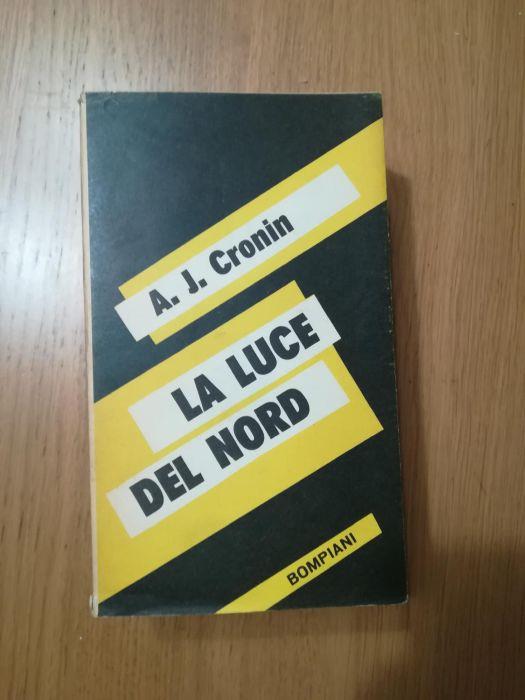 A. J. Cronin
LA LUCE
DEL NORD
BOMPIANI